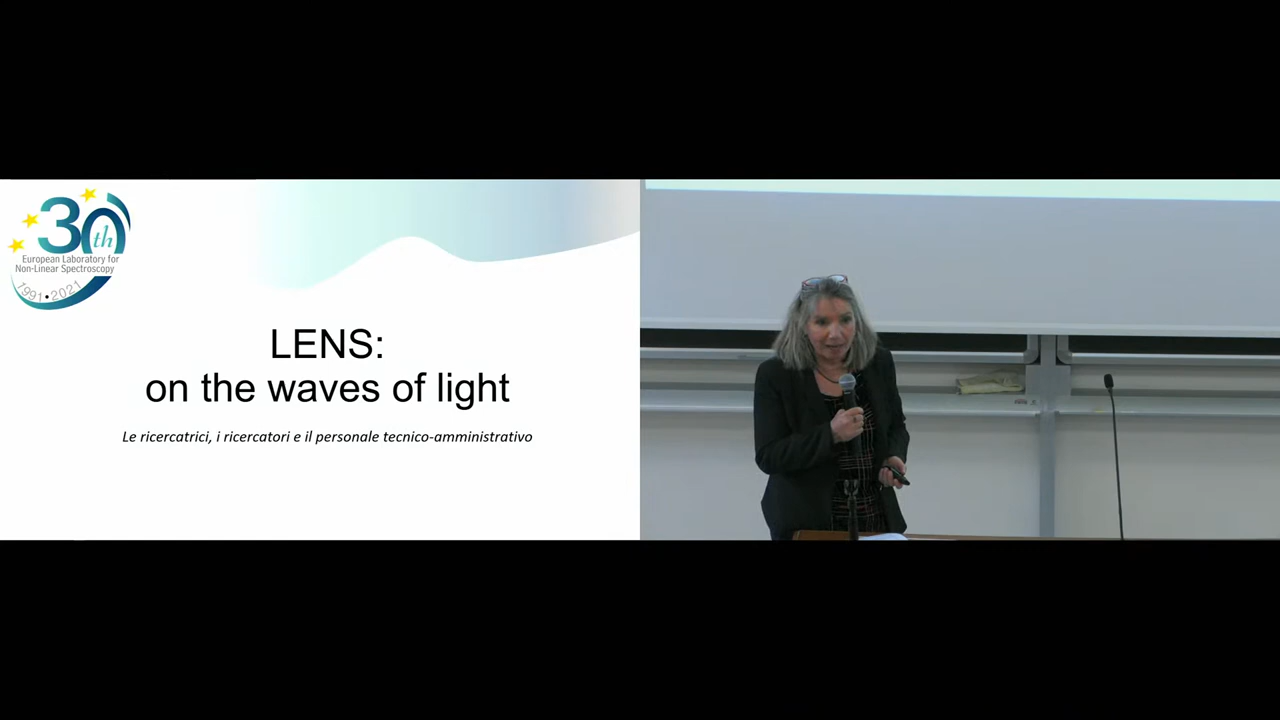 30th
European Laboratory for
Non-Linear Spectroscopy
1991•2021
LENS:
on the waves of light
Le ricercatrici, i ricercatori e il personale tecnico-amministrativo